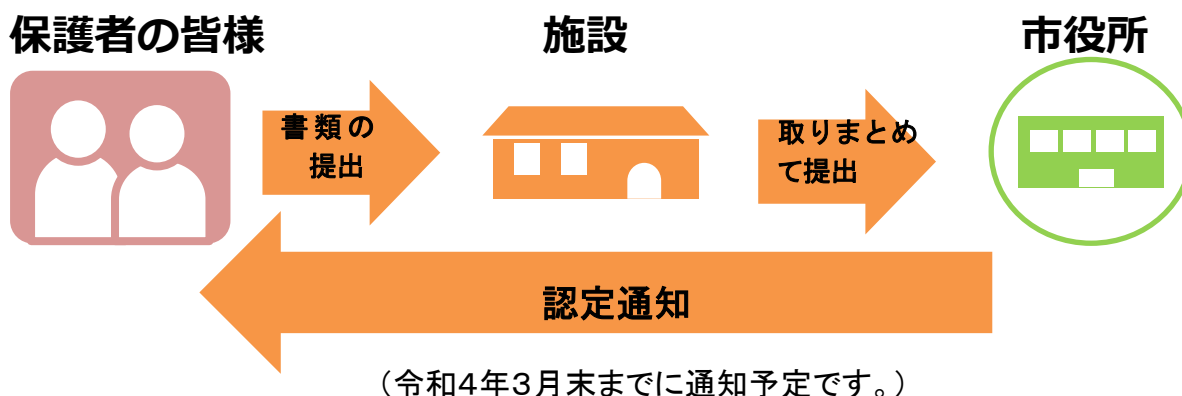 保護者の皆様
施設
市役所
書類の
提出
取りまとめ
て提出
認定通知
（令和４年３月末までに通知予定です。）